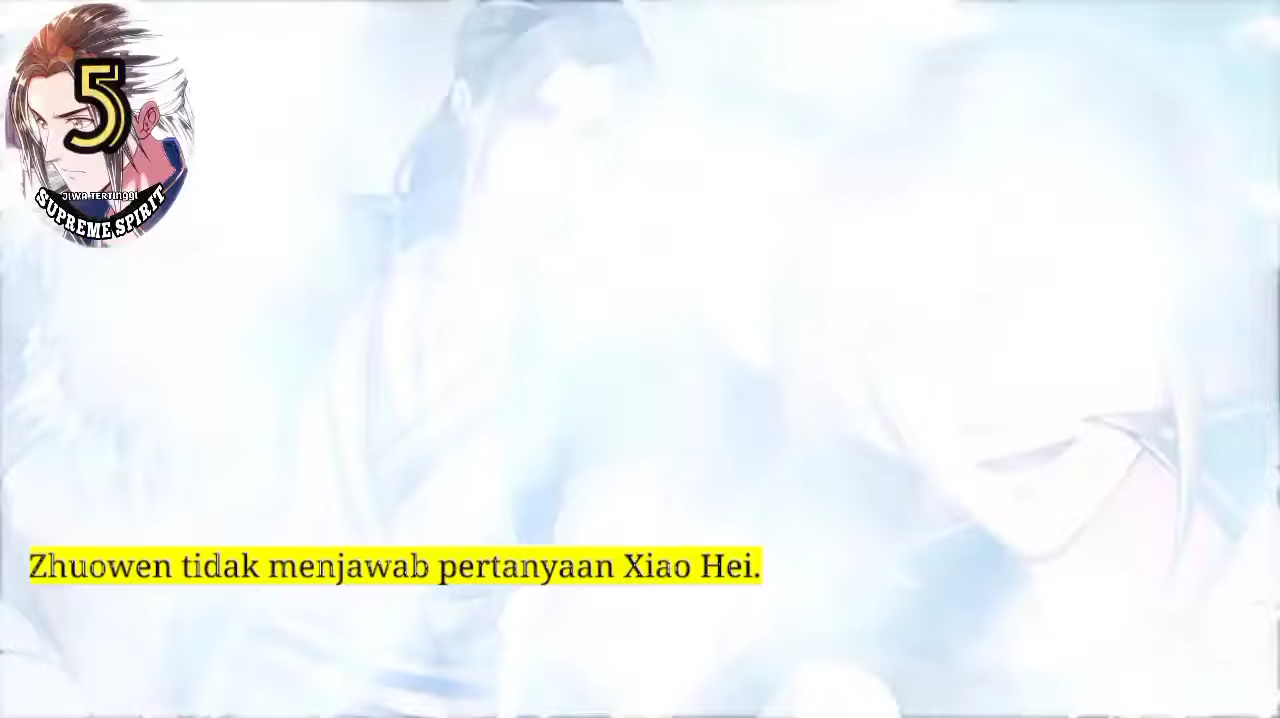 5
JIWA TERTINGGI
SUPREME SPIRIT
Zhuowen tidak menjawab pertanyaan Xiao Hei.